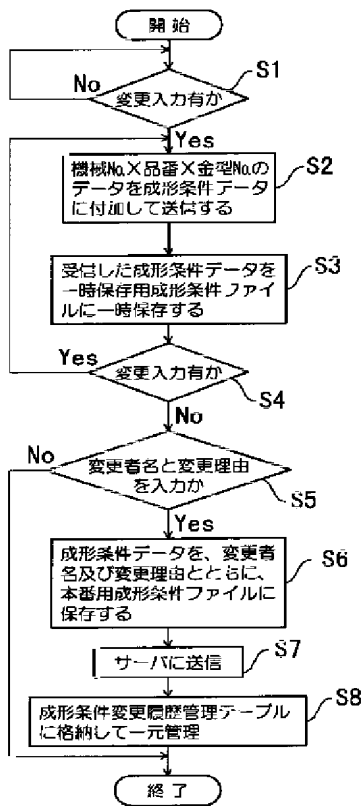 開始
S1
No
変更入力有か
Yes
S2
機械No.×品番×金型No.の
データを成形条件データ
に付加して送信する
S3
受信した成形条件データを
一時保存用成形条件ファイ
ルに一時保存する
Yes
変更入力有か
S4
No
No
変更者名と変更理由
を入力か
S5
Yes
S6
成形条件データを、変更者
名及び変更理由とともに、
本番用成形条件ファイルに
保存する
S7
サーバに送信
S8
成形条件変更履歴管理テーブル
に格納して一元管理
終了